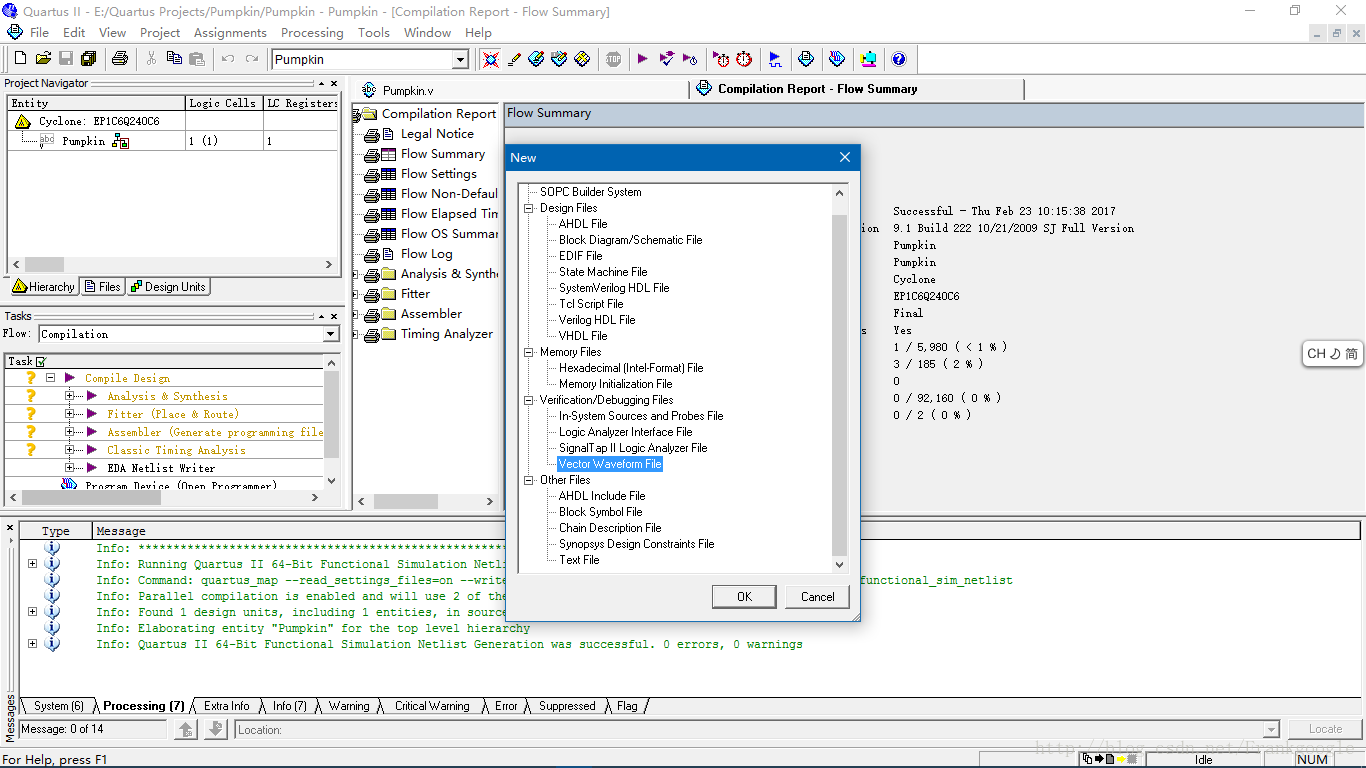 Quartus II - E:/Quartus Projects/Pumpkin/Pumpkin - Pumpkin - [Compilation Report - Flow Summary]
File Edit View Project Assignments Processing Tools Window Help
Pumpkin
Project Navigator
Entity Logic Cells LC Registers
Cyclone: EP1C6Q240C6
Pumpkin 1 (1) 1
Hierarchy Files Design Units
Tasks
Flow: Compilation
Task
Compile Design
Analysis & Synthesis
Fitter (Place & Route)
Assembler (Generate programming file
Classic Timing Analysis
EDA Netlist Writer
Program Device (Open Programmer)
Pumpkin.v
Compilation Report - Flow Summary
Compilation Report
Legal Notice
Flow Summary
Flow Settings
Flow Non-Defaul
Flow Elapsed Tim
Flow OS Summar
Flow Log
Analysis & Synthe
Fitter
Assembler
Timing Analyzer
Flow Summary
Successful - Thu Feb 23 10:15:38 2017
ion 9.1 Build 222 10/21/2009 SJ Full Version
Pumpkin
Pumpkin
Cyclone
EP1C6Q240C6
Final
s Yes
1 / 5,980 ( < 1 % )
3 / 185 ( 2 % )
0
0 / 92,160 ( 0 % )
0 / 2 ( 0 % )
New
SOPC Builder System
Design Files
AHDL File
Block Diagram/Schematic File
EDIF File
State Machine File
SystemVerilog HDL File
Tcl Script File
Verilog HDL File
VHDL File
Memory Files
Hexadecimal (Intel-Format) File
Memory Initialization File
Verification/Debugging Files
In-System Sources and Probes File
Logic Analyzer Interface File
SignalTap II Logic Analyzer File
Vector Waveform File
Other Files
AHDL Include File
Block Symbol File
Chain Description File
Synopsys Design Constraints File
Text File
OK Cancel
CH 简
Type Message
Info: ****************************************************
Info: Running Quartus II 64-Bit Functional Simulation Netli
Info: Command: quartus_map --read_settings_files=on --write functional_sim_netlist
Info: Parallel compilation is enabled and will use 2 of the
Info: Found 1 design units, including 1 entities, in sourc
Info: Elaborating entity "Pumpkin" for the top level hierarchy
Info: Quartus II 64-Bit Functional Simulation Netlist Generation was successful. 0 errors, 0 warnings
System (6) Processing (7) Extra Info Info (7) Warning Critical Warning Error Suppressed Flag
Messages
Message: 0 of 14 Location: Locate
http://blog.csdn.net/Frankgoogle
For Help, press F1 Idle NUM